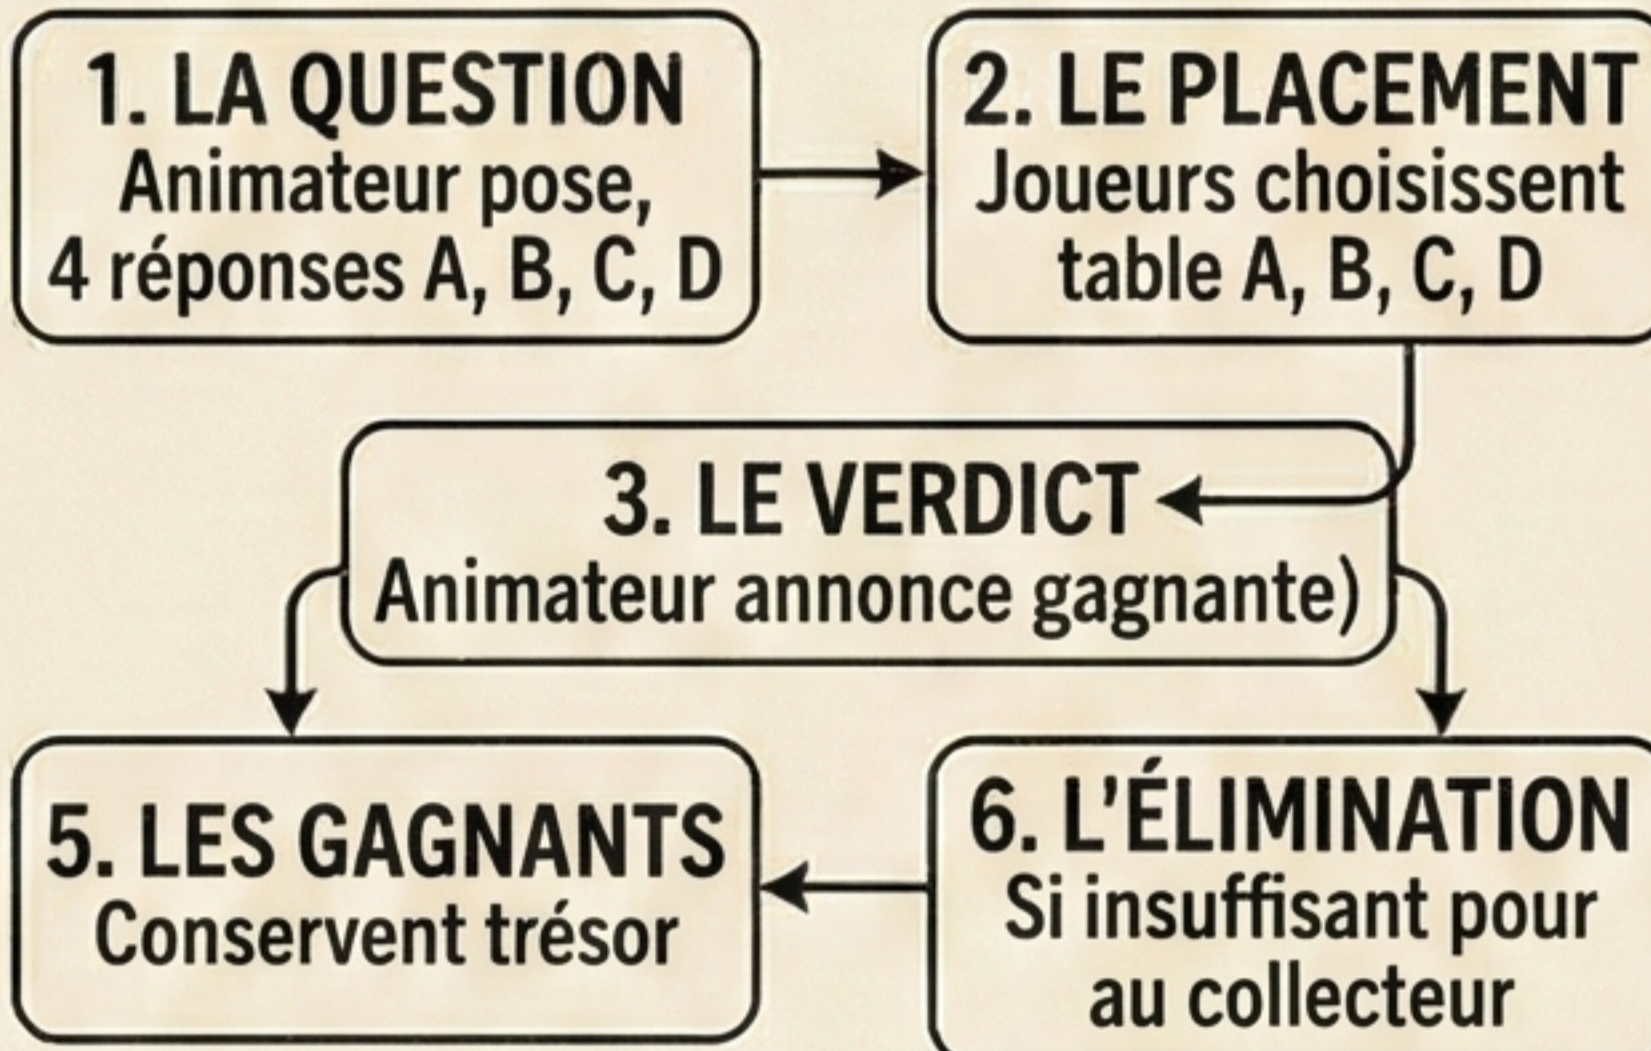 1. LA QUESTION
Animateur pose,
4 réponses A, B, C, D
2. LE PLACEMENT
Joueurs choisissent
table A, B, C, D
3. LE VERDICT
Animateur annonce gagnante)
5. LES GAGNANTS
Conservent trésor
6. L'ÉLIMINATION
Si insuffisant pour
au collecteur